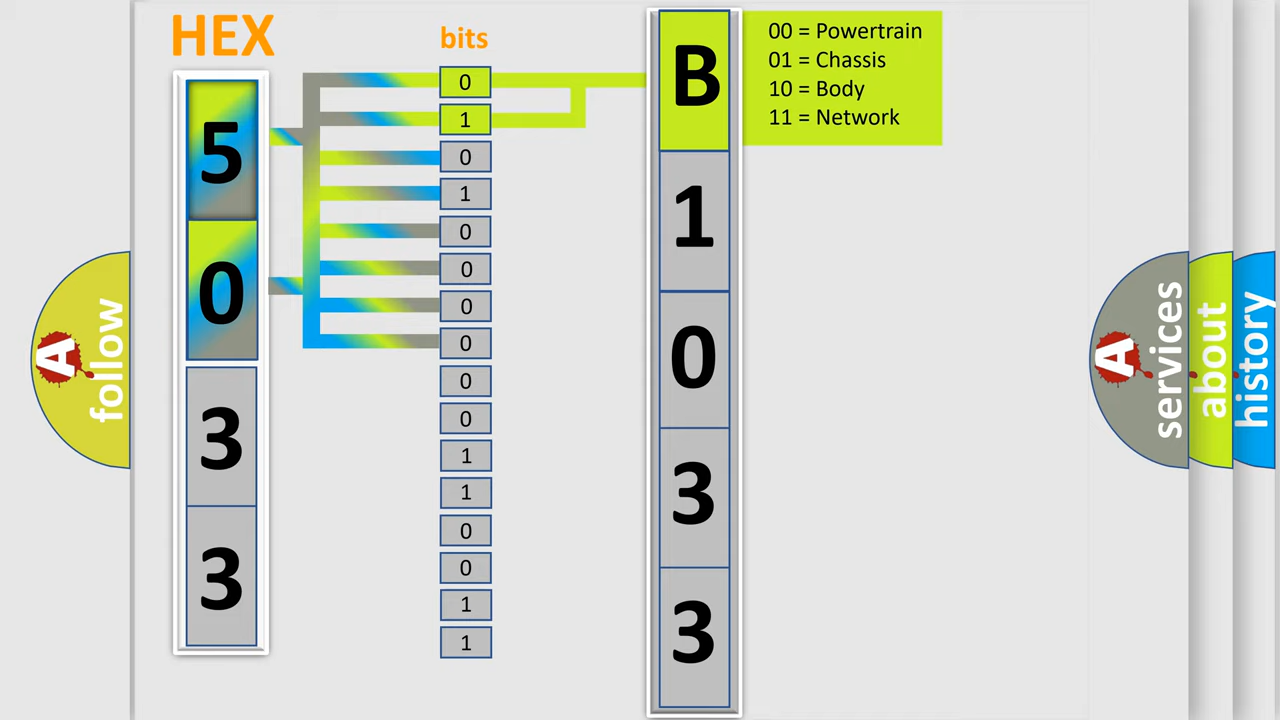 HEX
bits
5
0
3
3
0
1
0
1
0
0
0
0
0
0
1
1
0
0
1
1
B
1
0
3
3
00 = Powertrain
01 = Chassis
10 = Body
11 = Network
A
follow
A
services
about
history